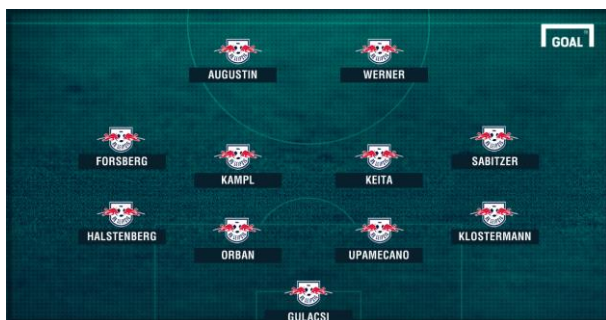 GOAL
AUGUSTIN WERNER
FORSBERG SABITZER
KAMPL KEITA
HALSTENBERG KLOSTERMANN
ORBAN UPAMECANO
GULACSI